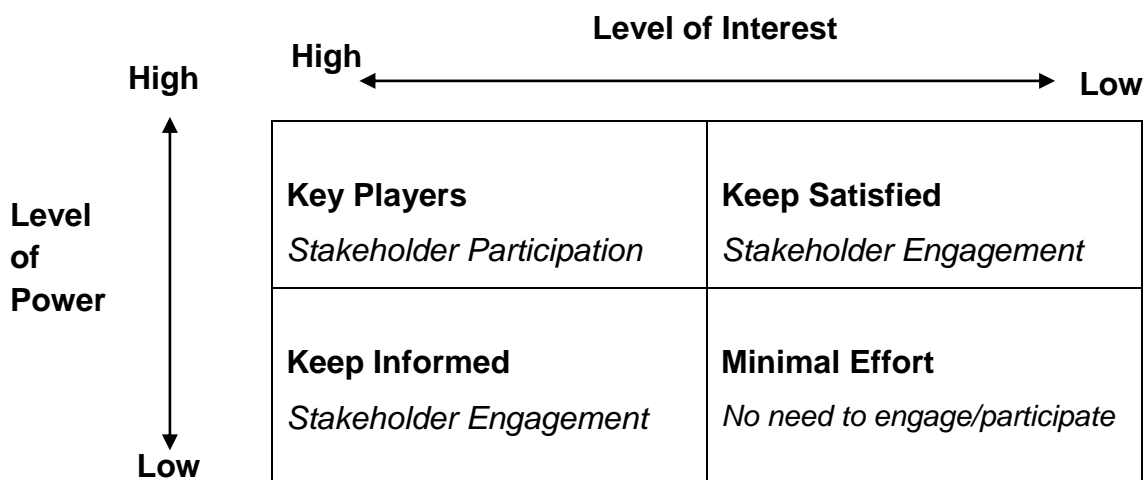 Level of Interest
High
Low
High
Level
of
Power
Low
Key Players
Stakeholder Participation
Keep Satisfied
Stakeholder Engagement
Keep Informed
Stakeholder Engagement
Minimal Effort
No need to engage/participate